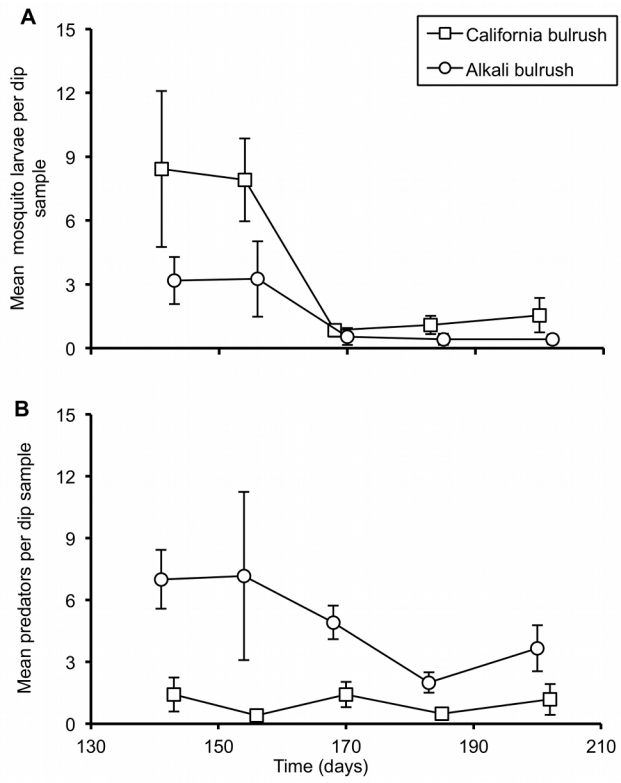 A
15
12
9
6
3
0
Mean mosquito larvae per dip
sample
California bulrush
Alkali bulrush
B
15
12
9
6
3
0
Mean predators per dip sample
130 150 170 190 210
Time (days)